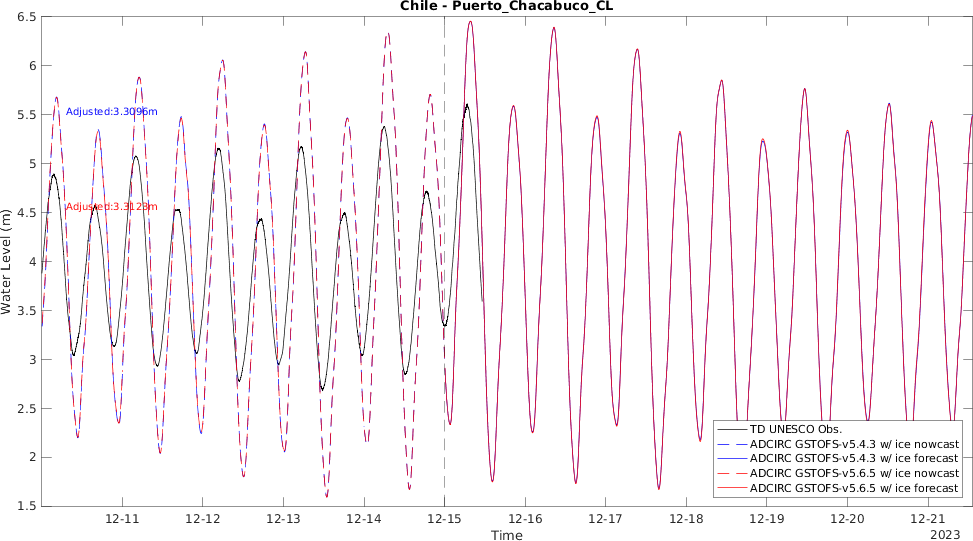 Chile - Puerto_Chacabuco_CL
6.5
6
5.5
5
4.5
4
3.5
3
2.5
2
1.5
Water Level (m)
Adjusted:3.3096m
Adjusted:3.3123m
TD UNESCO Obs.
ADCIRC GSTOFS-v5.4.3 w/ ice nowcast
ADCIRC GSTOFS-v5.4.3 w/ ice forecast
ADCIRC GSTOFS-v5.6.5 w/ ice nowcast
ADCIRC GSTOFS-v5.6.5 w/ ice forecast
12-11 12-12 12-13 12-14 12-15 12-16 12-17 12-18 12-19 12-20 12-21
Time
2023